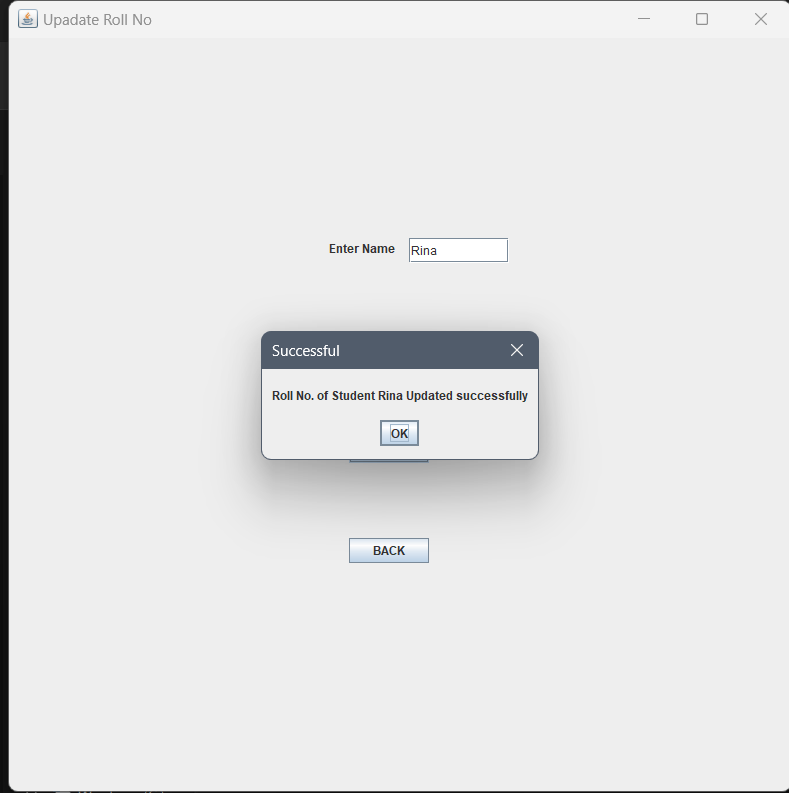 Upadate Roll No
Enter Name Rina
Successful
Roll No. of Student Rina Updated successfully
OK
BACK